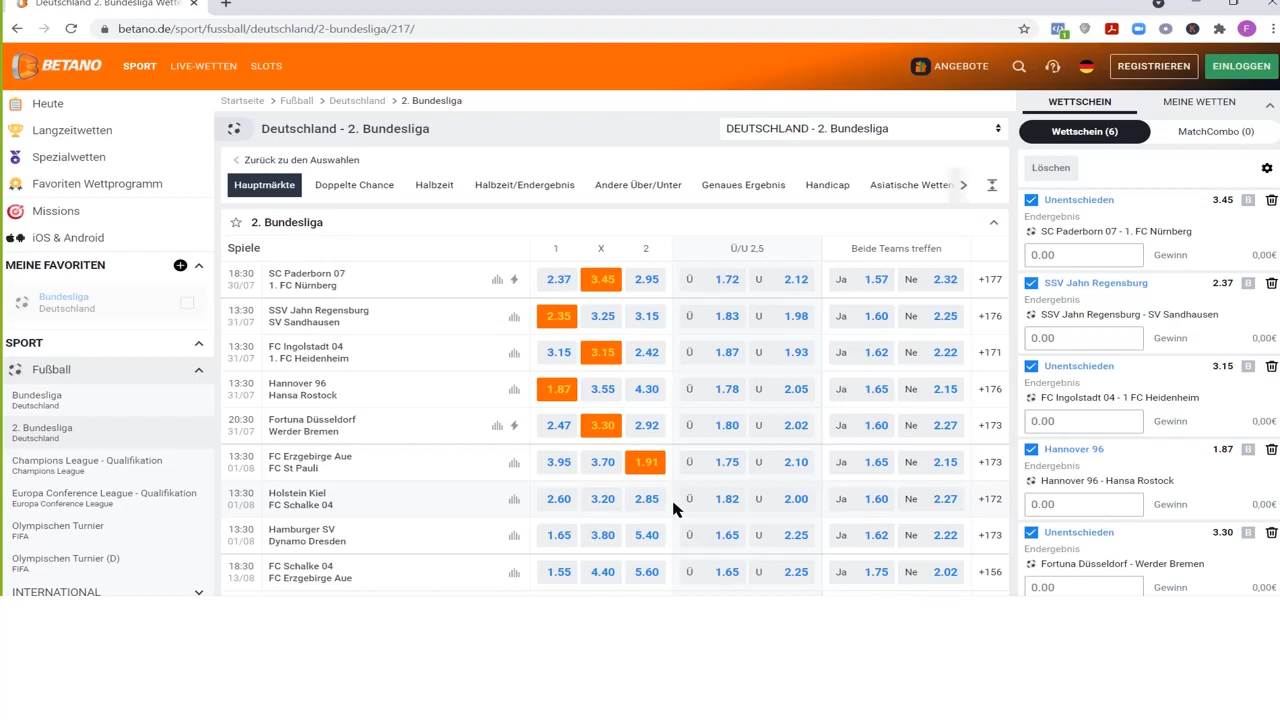 Deutschland 2. Bundesliga Wette
betano.de/sport/fussball/deutschland/2-bundesliga/217/
1
F
BETANO
SPORT
LIVE-WETTEN
SLOTS
ANGEBOTE
REGISTRIEREN
EINLOGGEN
Heute
Langzeitwetten
Spezialwetten
Favoriten Wettprogramm
Missions
iOS & Android
MEINE FAVORITEN
Bundesliga
Deutschland
SPORT
Fußball
Bundesliga
Deutschland
2. Bundesliga
Deutschland
Champions League - Qualifikation
Champions League
Europa Conference League - Qualifikation
Europa Conference League
Olympischen Turnier
FIFA
Olympischen Turnier (D)
FIFA
INTERNATIONAL
Startseite > Fußball > Deutschland > 2. Bundesliga
Deutschland - 2. Bundesliga
DEUTSCHLAND - 2. Bundesliga
Zurück zu den Auswahlen
Hauptmärkte Doppelte Chance Halbzeit Halbzeit/Endergebnis Andere Über/Unter Genaues Ergebnis Handicap Asiatische Wetten
2. Bundesliga
Spiele 1 X 2 Ü/U 2,5 Beide Teams treffen
18:30 SC Paderborn 07
30/07 1. FC Nürnberg
2.37 3.45 2.95 Ü 1.72 U 2.12 Ja 1.57 Ne 2.32 +177
13:30 SSV Jahn Regensburg
31/07 SV Sandhausen
2.35 3.25 3.15 Ü 1.83 U 1.98 Ja 1.60 Ne 2.25 +176
13:30 FC Ingolstadt 04
31/07 1. FC Heidenheim
3.15 3.15 2.42 Ü 1.87 U 1.93 Ja 1.62 Ne 2.22 +171
13:30 Hannover 96
31/07 Hansa Rostock
1.87 3.55 4.30 Ü 1.78 U 2.05 Ja 1.65 Ne 2.15 +176
20:30 Fortuna Düsseldorf
31/07 Werder Bremen
2.47 3.30 2.92 Ü 1.80 U 2.02 Ja 1.60 Ne 2.27 +173
13:30 FC Erzgebirge Aue
01/08 FC St Pauli
3.95 3.70 1.91 Ü 1.75 U 2.10 Ja 1.65 Ne 2.15 +173
13:30 Holstein Kiel
01/08 FC Schalke 04
2.60 3.20 2.85 Ü 1.82 U 2.00 Ja 1.60 Ne 2.27 +172
13:30 Hamburger SV
01/08 Dynamo Dresden
1.65 3.80 5.40 Ü 1.65 U 2.25 Ja 1.62 Ne 2.22 +173
18:30 FC Schalke 04
13/08 FC Erzgebirge Aue
1.55 4.40 5.60 Ü 1.65 U 2.25 Ja 1.75 Ne 2.02 +156
WETTSCHEIN MEINE WETTEN
Wettschein (6) MatchCombo (0)
Löschen
Unentschieden 3.45 B
Endergebnis
SC Paderborn 07 - 1. FC Nürnberg
0.00 Gewinn 0,00€
SSV Jahn Regensburg 2.37 B
Endergebnis
SSV Jahn Regensburg - SV Sandhausen
0.00 Gewinn 0,00€
Unentschieden 3.15 B
Endergebnis
FC Ingolstadt 04 - 1 FC Heidenheim
0.00 Gewinn 0,00€
Hannover 96 1.87 B
Endergebnis
Hannover 96 - Hansa Rostock
0.00 Gewinn 0,00€
Unentschieden 3.30 B
Endergebnis
Fortuna Düsseldorf - Werder Bremen
0.00 Gewinn 0,00€